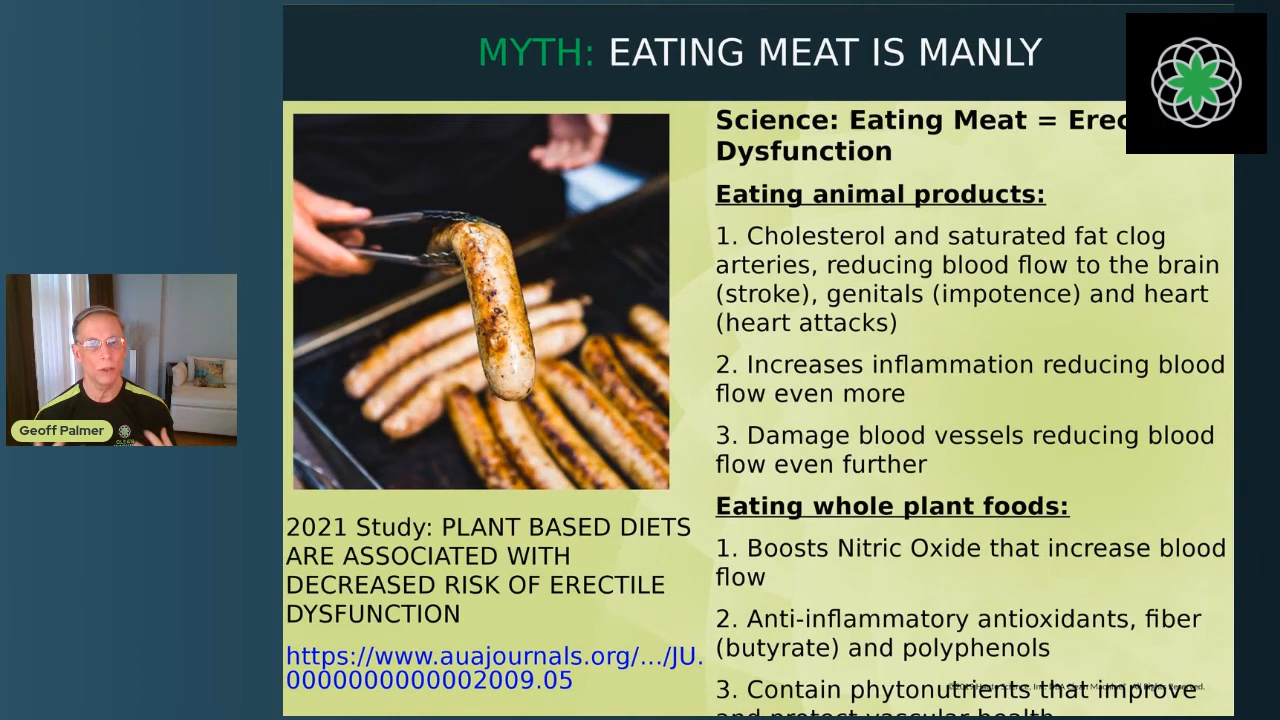 MYTH: EATING MEAT IS MANLY
Science: Eating Meat = Erec
Dysfunction
Eating animal products:
1. Cholesterol and saturated fat clog
arteries, reducing blood flow to the brain
(stroke), genitals (impotence) and heart
(heart attacks)
2. Increases inflammation reducing blood
flow even more
3. Damage blood vessels reducing blood
flow even further
Eating whole plant foods:
1. Boosts Nitric Oxide that increase blood
flow
2. Anti-inflammatory antioxidants, fiber
(butyrate) and polyphenols
3. Contain phytonutrients that improve
and protect vascular health
2021 Study: PLANT BASED DIETS
ARE ASSOCIATED WITH
DECREASED RISK OF ERECTILE
DYSFUNCTION
https://www.auajournals.org/.../JU.
0000000000002009.05
Geoff Palmer
All Rights Reserved.